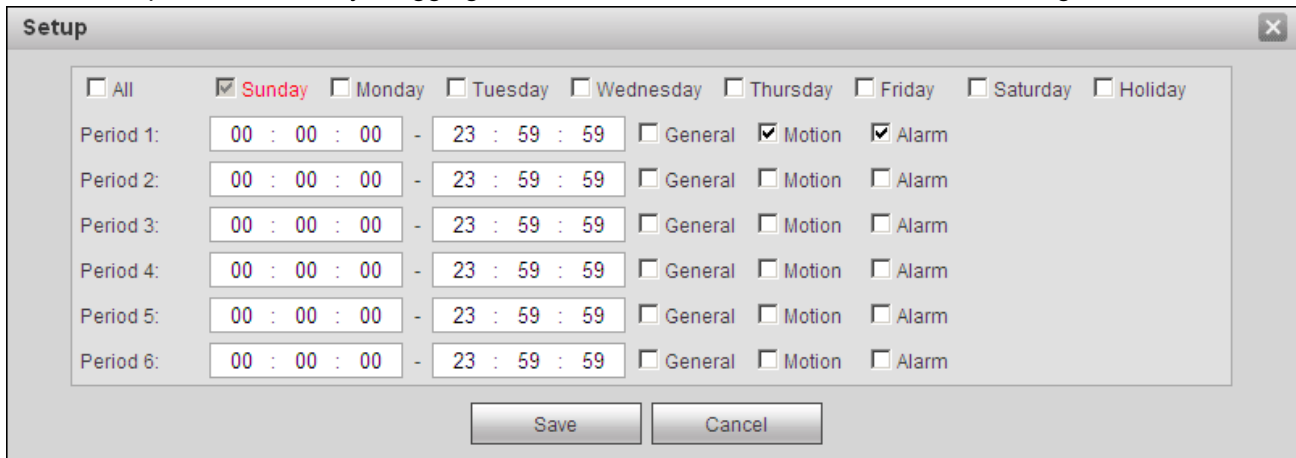 Setup
All Sunday Monday Tuesday Wednesday Thursday Friday Saturday Holiday
Period 1: 00 : 00 : 00 - 23 : 59 : 59 General Motion Alarm
Period 2: 00 : 00 : 00 - 23 : 59 : 59 General Motion Alarm
Period 3: 00 : 00 : 00 - 23 : 59 : 59 General Motion Alarm
Period 4: 00 : 00 : 00 - 23 : 59 : 59 General Motion Alarm
Period 5: 00 : 00 : 00 - 23 : 59 : 59 General Motion Alarm
Period 6: 00 : 00 : 00 - 23 : 59 : 59 General Motion Alarm
Save Cancel